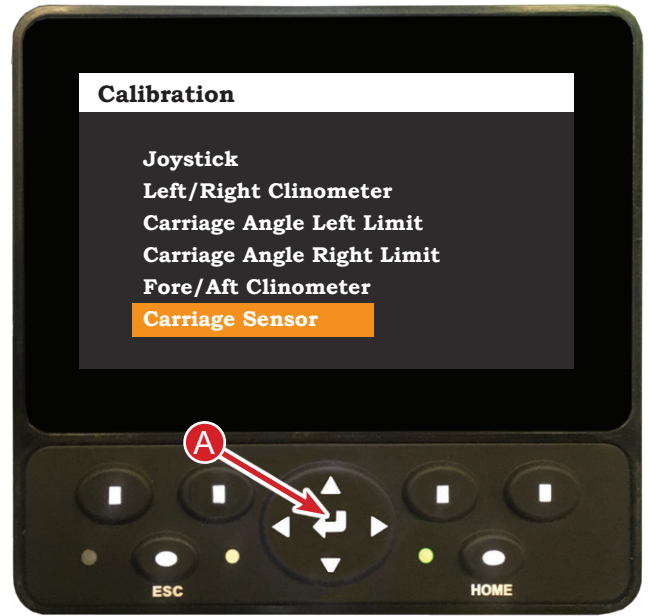 Calibration
Joystick
Left/Right Clinometer
Carriage Angle Left Limit
Carriage Angle Right Limit
Fore/Aft Clinometer
Carriage Sensor
A
ESC
HOME